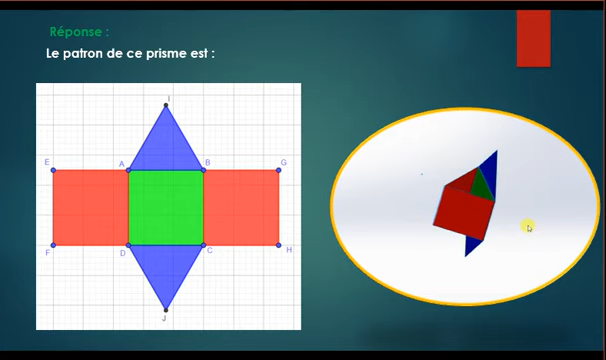 Réponse :
Le patron de ce prisme est :
I
E A B G
F D C H
J